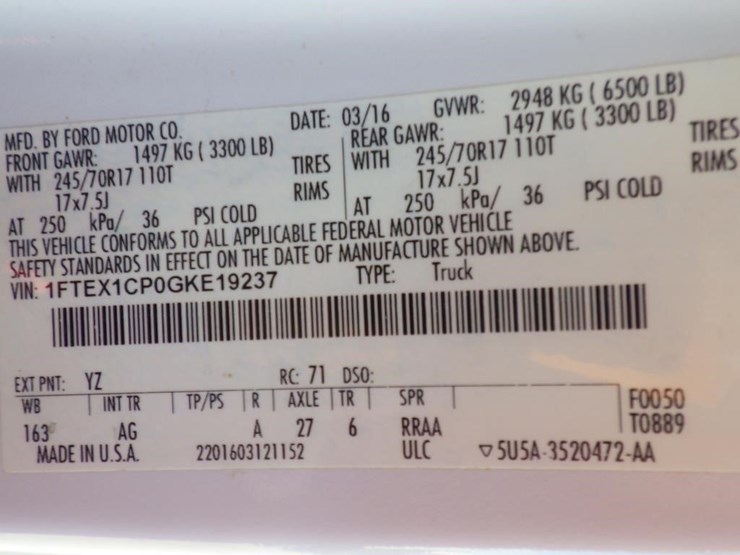 MFD. BY FORD MOTOR CO. DATE: 03/16 GVWR: 2948 KG ( 6500 LB)
FRONT GAWR: 1497 KG ( 3300 LB) REAR GAWR: 1497 KG ( 3300 LB)
WITH 245/70R17 110T TIRES WITH 245/70R17 110T TIRES
17x7.5J RIMS 17x7.5J RIMS
AT 250 kPa/ 36 PSI COLD AT 250 kPa/ 36 PSI COLD
THIS VEHICLE CONFORMS TO ALL APPLICABLE FEDERAL MOTOR VEHICLE
SAFETY STANDARDS IN EFFECT ON THE DATE OF MANUFACTURE SHOWN ABOVE.
VIN: 1FTEX1CP0GKE19237 TYPE: Truck
EXT PNT: YZ RC: 71 DSO:
WB INT TR TP/PS R AXLE TR SPR F0050
163 AG A 27 6 RRAA T0889
MADE IN U.S.A. 2201603121152 ULC ▽5U5A-3520472-AA